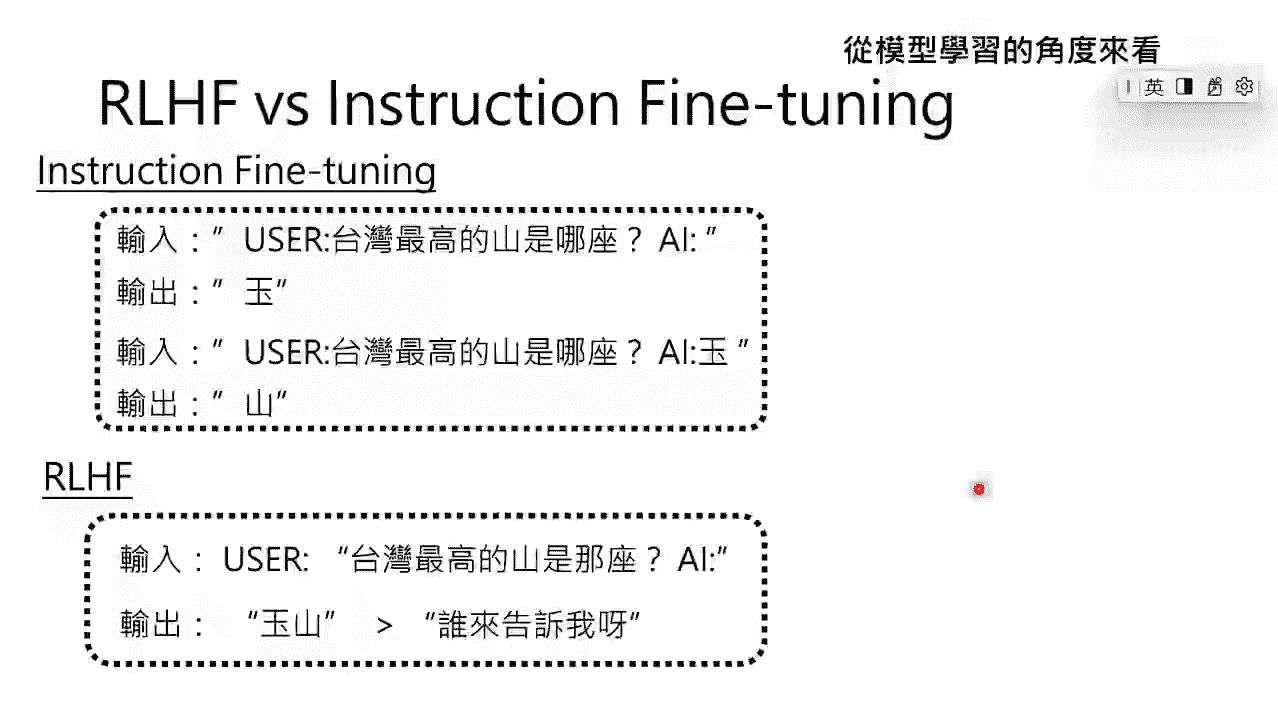 從模型學習的角度來看
英
RLHF vs Instruction Fine-tuning
Instruction Fine-tuning
輸入：” USER:台灣最高的山是哪座？ AI: ”
輸出：” 玉”
輸入：” USER:台灣最高的山是哪座？ AI:玉 ”
輸出：” 山”
RLHF
輸入： USER: “台灣最高的山是那座？ AI:”
輸出： “玉山” > “誰來告訴我呀”